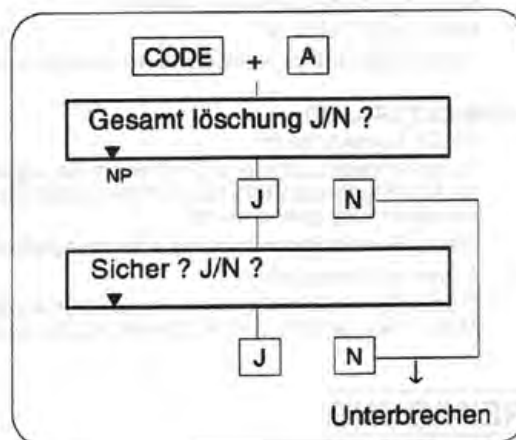 CODE + A
Gesamt löschung J/N ?
NP
J N
Sicher ? J/N ?
J N
Unterbrechen